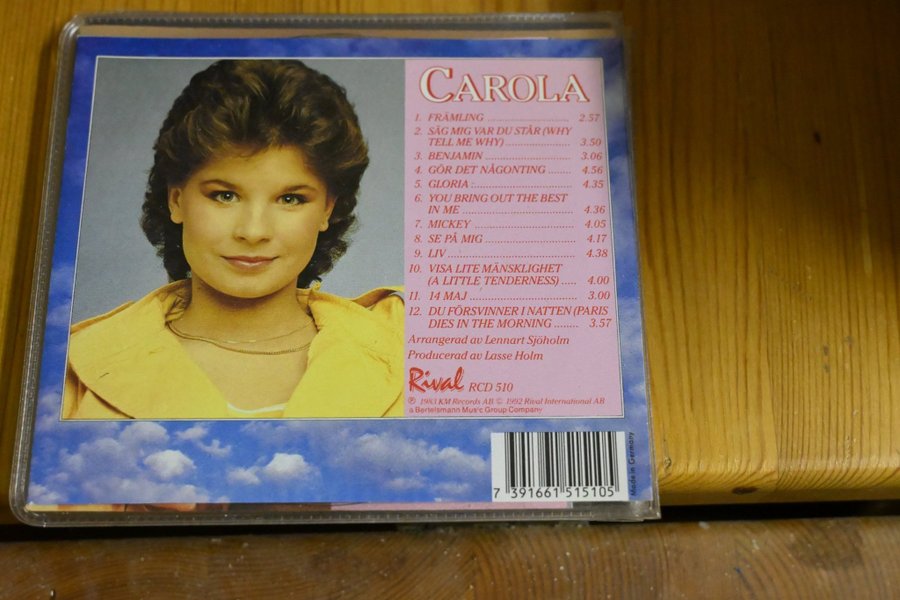 CAROLA
1. FRÄMLING ........................ 2.57
2. SÄG MIG VAR DU STÅR (WHY
TELL ME WHY) ................... 3.50
3. BENJAMIN ......................... 3.06
4. GÖR DET NÅGONTING ....... 4.56
5. GLORIA : ............................ 4.35
6. YOU BRING OUT THE BEST
IN ME ................................. 4.36
7. MICKEY ............................. 4.05
8. SE PÅ MIG ......................... 4.17
9. LIV ..................................... 4.38
10. VISA LITE MÄNSKLIGHET
(A LITTLE TENDERNESS) ..... 4.00
11. 14 MAJ ............................... 3.00
12. DU FÖRSVINNER I NATTEN (PARIS
DIES IN THE MORNING ........ 3.57
Arrangerad av Lennart Sjöholm
Producerad av Lasse Holm
Rival RCD 510
℗ 1983 KM Records AB © 1992 Rival International AB
a Bertelsmann Music Group Company
7 391661 515105
Made in Germany